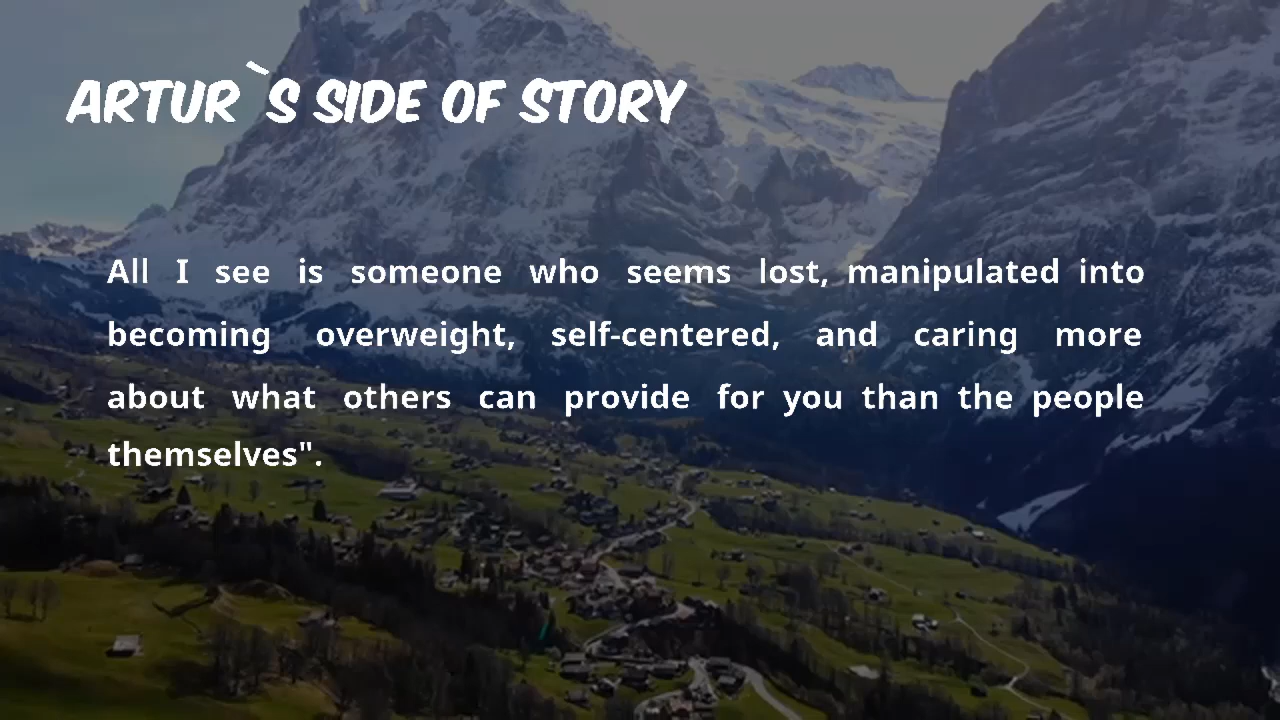 ARTUR`S SIDE OF STORY
All I see is someone who seems lost, manipulated into
becoming overweight, self-centered, and caring more
about what others can provide for you than the people
themselves".